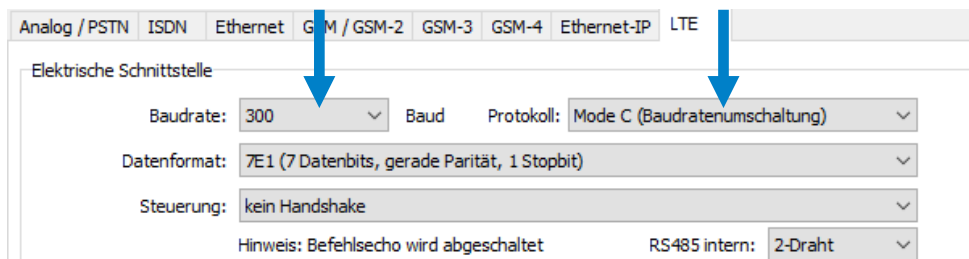 Analog / PSTN ISDN Ethernet GSM / GSM-2 GSM-3 GSM-4 Ethernet-IP LTE
Elektrische Schnittstelle
Baudrate: 300 Baud Protokoll: Mode C (Baudratenumschaltung)
Datenformat: 7E1 (7 Datenbits, gerade Parität, 1 Stopbit)
Steuerung: kein Handshake
Hinweis: Befehlsecho wird abgeschaltet RS485 intern: 2-Draht